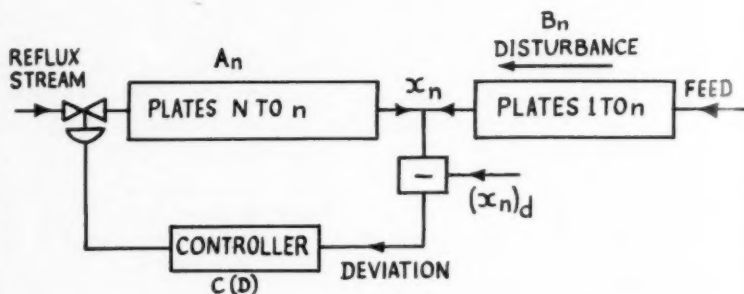 REFLUX
STREAM
Aₙ
PLATES N TO n
xₙ
Bₙ
DISTURBANCE
PLATES 1 TO n
FEED
−
(xₙ)d
CONTROLLER
C(D)
DEVIATION